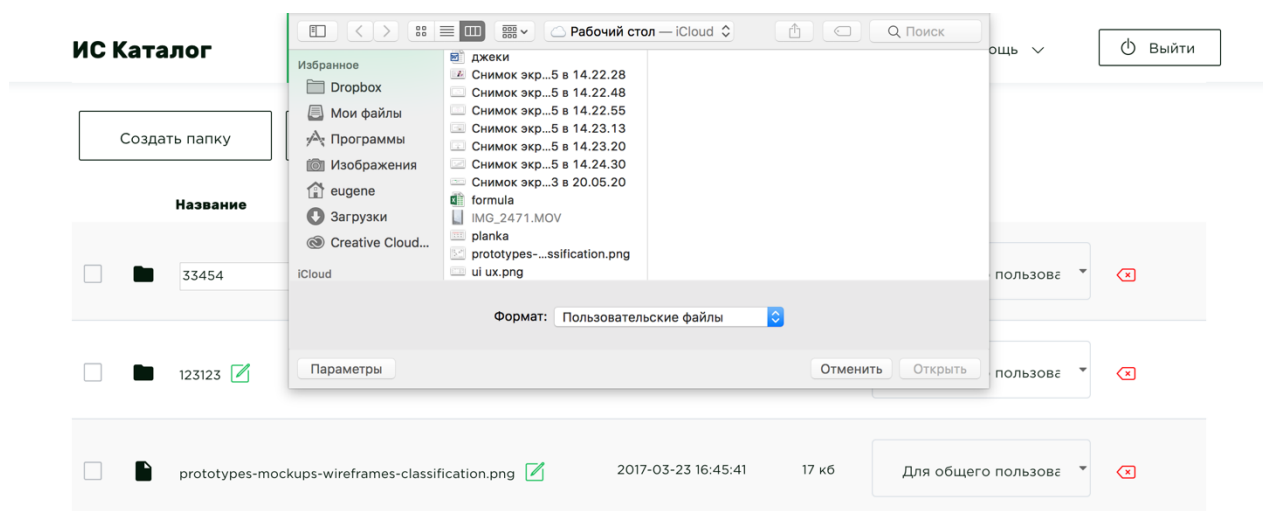 ИС Каталог
Рабочий стол — iCloud
Поиск
ощь
Выйти
Создать папку
Название
Избранное
Dropbox
Мои файлы
Программы
Изображения
eugene
Загрузки
Creative Cloud...
iCloud
джеки
Снимок экр...5 в 14.22.28
Снимок экр...5 в 14.22.48
Снимок экр...5 в 14.22.55
Снимок экр...5 в 14.23.13
Снимок экр...5 в 14.23.20
Снимок экр...5 в 14.24.30
Снимок экр...3 в 20.05.20
formula
IMG_2471.MOV
planka
prototypes-...ssification.png
ui ux.png
Формат: Пользовательские файлы
Параметры
Отменить
Открыть
33454
пользова
123123
пользова
prototypes-mockups-wireframes-classification.png 2017-03-23 16:45:41 17 кб Для общего пользова